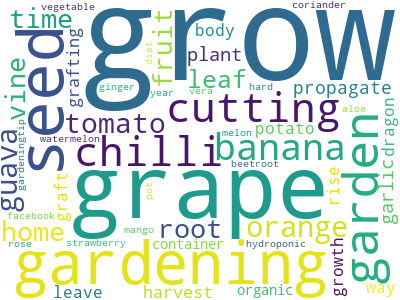 vegetable
coriander
grow
time
seed
grafting
fruit
body
plant
leaf
propagate
vine
cutting
tomato
ginger
diet
year
vera
hard
aloe
guava
gardeningtips
watermelon
chilli
banana
potato
melon
beetroot
garlic
dragon
garden
grape
graft
pot
rise
facebook
home
root
orange
rose
strawberry
mango
container
hydroponic
growth
gardening
way
leave
harvest
organic